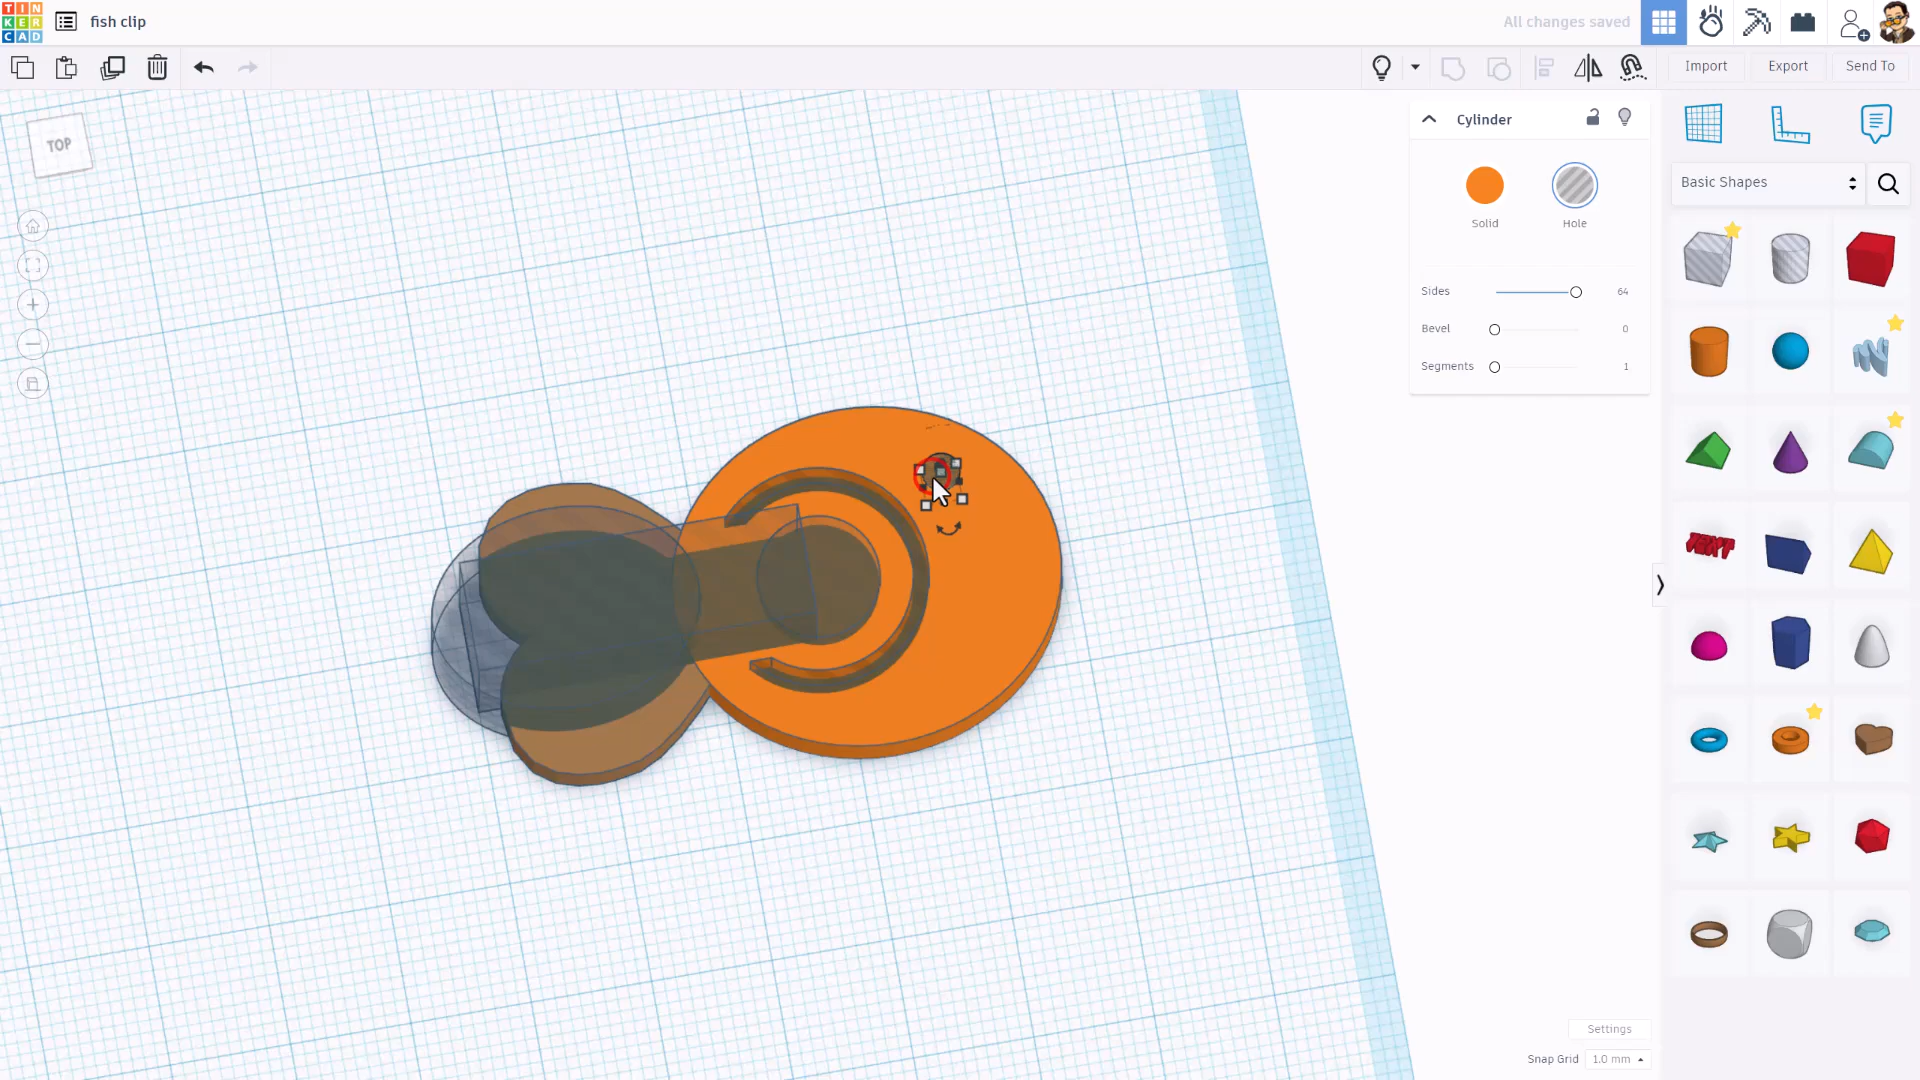 TIN
KER
CAD
fish clip
All changes saved
Import
Export
Send To
TOP
Cylinder
Solid
Hole
Sides
64
Bevel
0
Segments
1
Basic Shapes
TEXT
Settings
Snap Grid
1.0 mm